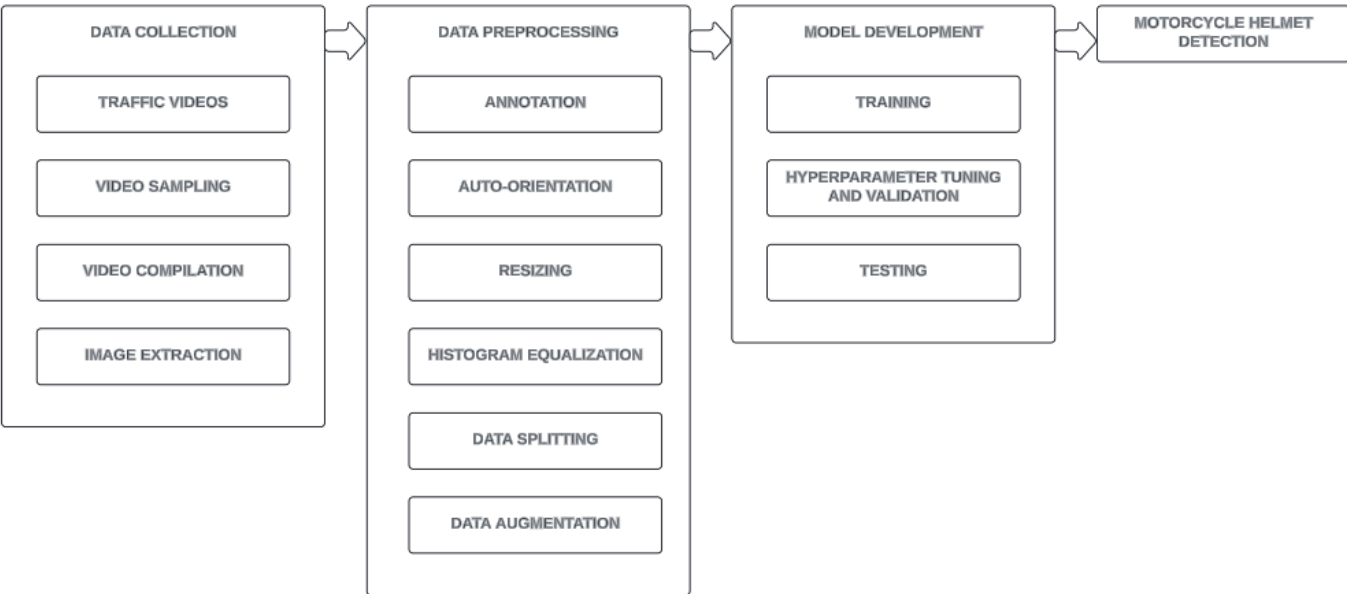 DATA COLLECTION
TRAFFIC VIDEOS
VIDEO SAMPLING
VIDEO COMPILATION
IMAGE EXTRACTION
DATA PREPROCESSING
ANNOTATION
AUTO-ORIENTATION
RESIZING
HISTOGRAM EQUALIZATION
DATA SPLITTING
DATA AUGMENTATION
MODEL DEVELOPMENT
TRAINING
HYPERPARAMETER TUNING
AND VALIDATION
TESTING
MOTORCYCLE HELMET
DETECTION